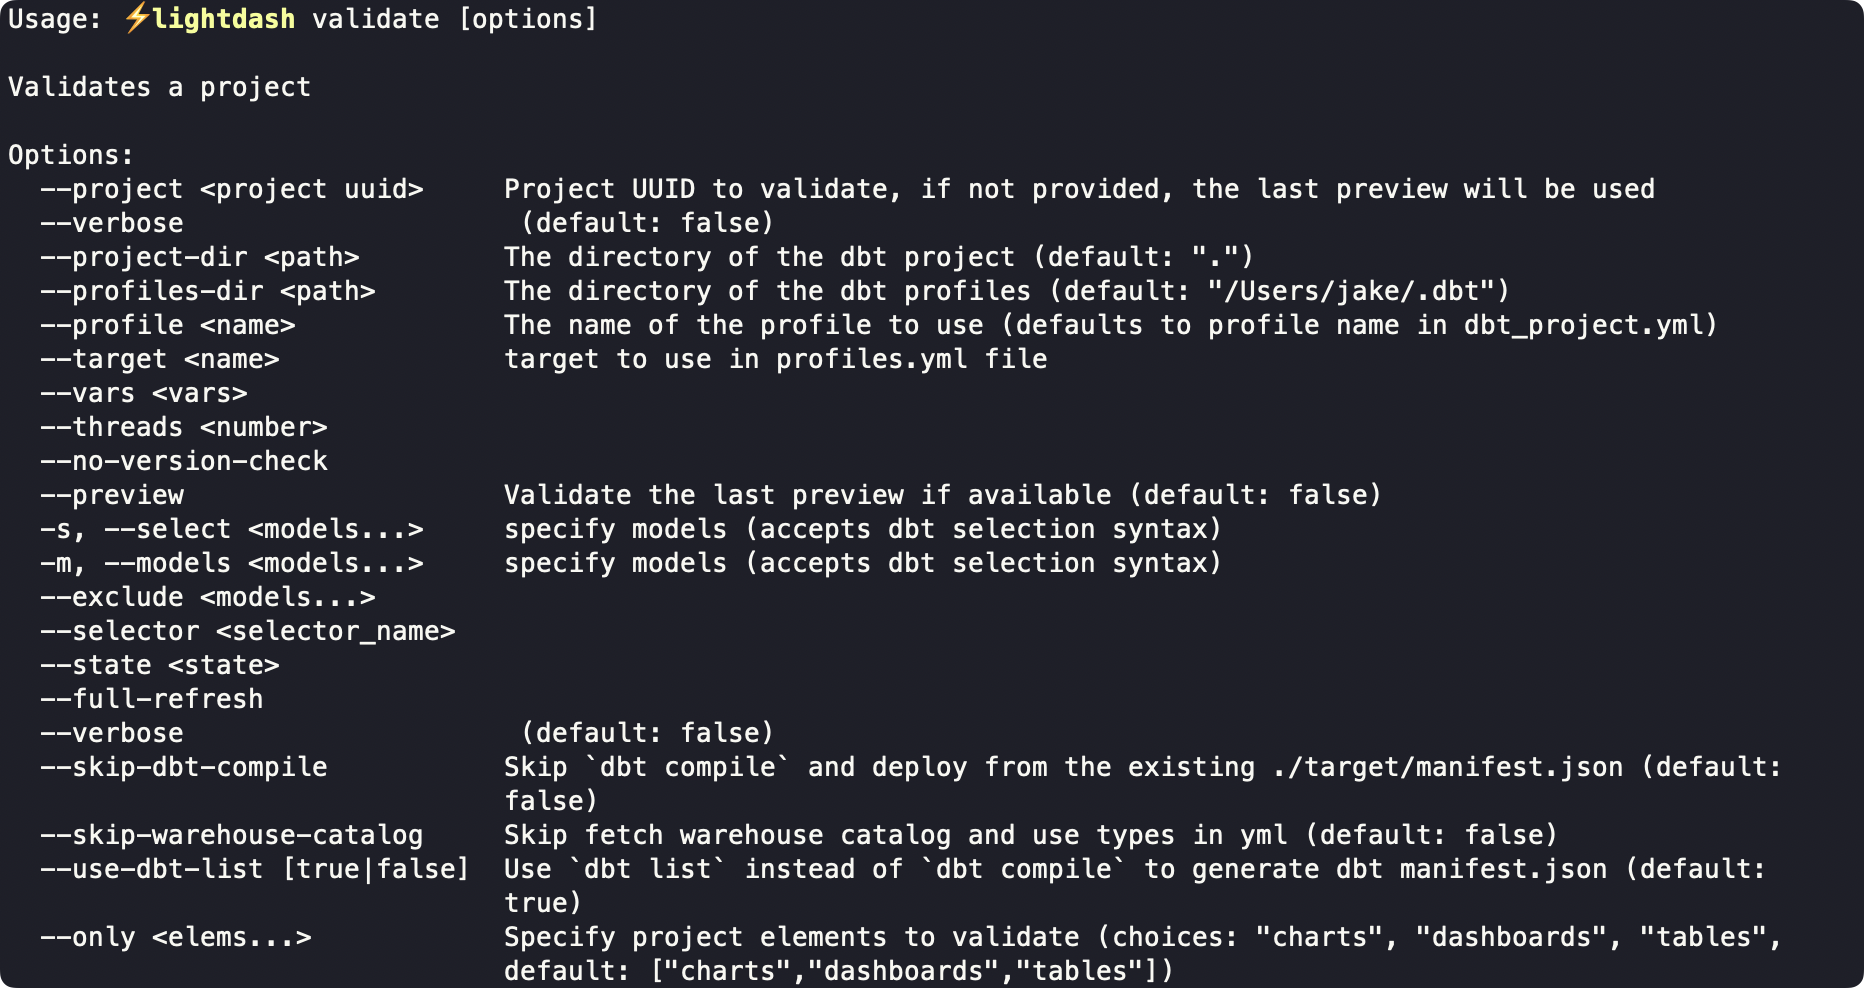 Usage: ⚡lightdash validate [options]
Validates a project
Options:
--project <project uuid> Project UUID to validate, if not provided, the last preview will be used
--verbose (default: false)
--project-dir <path> The directory of the dbt project (default: ".")
--profiles-dir <path> The directory of the dbt profiles (default: "/Users/jake/.dbt")
--profile <name> The name of the profile to use (defaults to profile name in dbt_project.yml)
--target <name> target to use in profiles.yml file
--vars <vars>
--threads <number>
--no-version-check
--preview Validate the last preview if available (default: false)
-s, --select <models...> specify models (accepts dbt selection syntax)
-m, --models <models...> specify models (accepts dbt selection syntax)
--exclude <models...>
--selector <selector_name>
--state <state>
--full-refresh
--verbose (default: false)
--skip-dbt-compile Skip `dbt compile` and deploy from the existing ./target/manifest.json (default:
false)
--skip-warehouse-catalog Skip fetch warehouse catalog and use types in yml (default: false)
--use-dbt-list [true|false] Use `dbt list` instead of `dbt compile` to generate dbt manifest.json (default:
true)
--only <elems...> Specify project elements to validate (choices: "charts", "dashboards", "tables",
default: ["charts","dashboards","tables"])